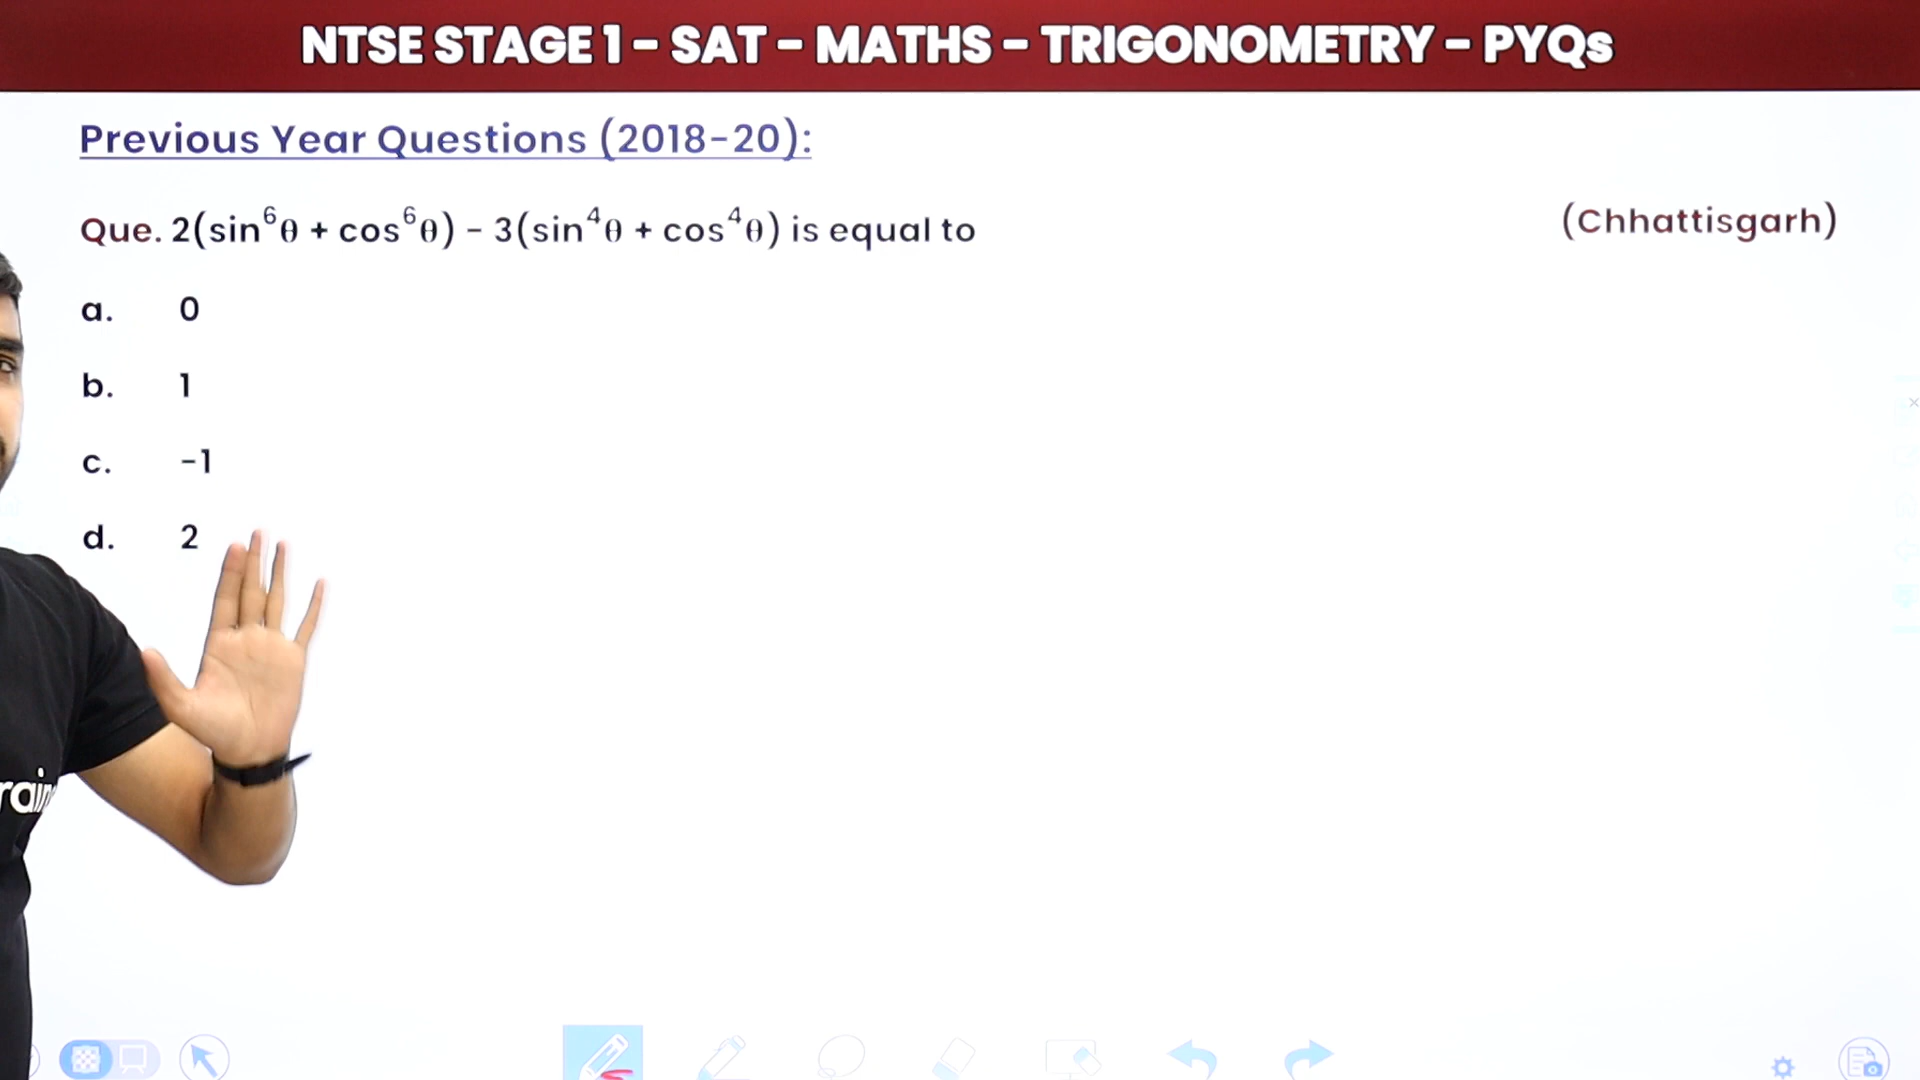 NTSE STAGE 1 – SAT – MATHS – TRIGONOMETRY – PYQs
Previous Year Questions (2018-20):
Que. 2(sin⁶θ + cos⁶θ) - 3(sin⁴θ + cos⁴θ) is equal to (Chhattisgarh)
a. 0
b. 1
c. -1
d. 2